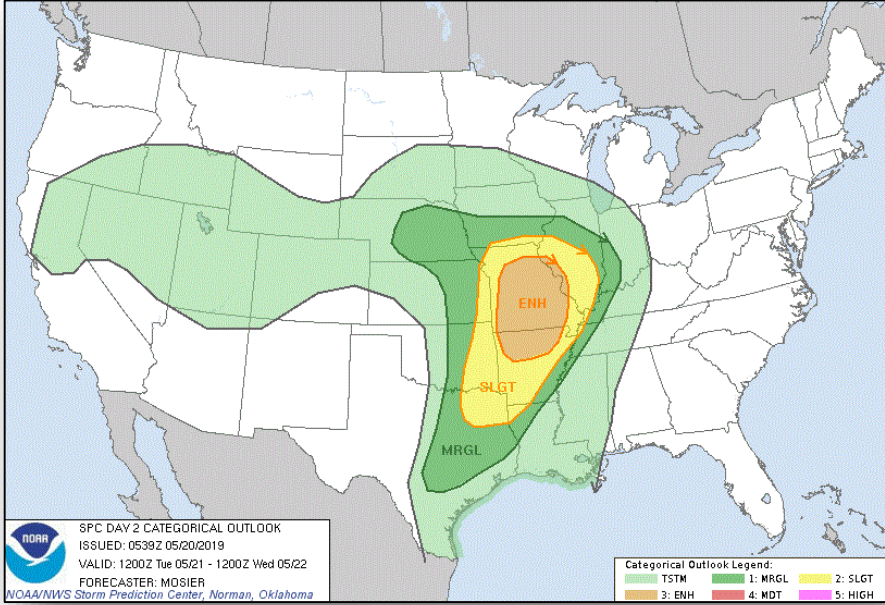 ENH
SLGT
MRGL
NOAA
SPC DAY 2 CATEGORICAL OUTLOOK
ISSUED: 0539Z 05/20/2019
VALID: 1200Z Tue 05/21 - 1200Z Wed 05/22
FORECASTER: MOSIER
NOAA/NWS Storm Prediction Center, Norman, Oklahoma
Categorical Outlook Legend:
TSTM 1: MRGL 2: SLGT
3: ENH 4: MDT 5: HIGH